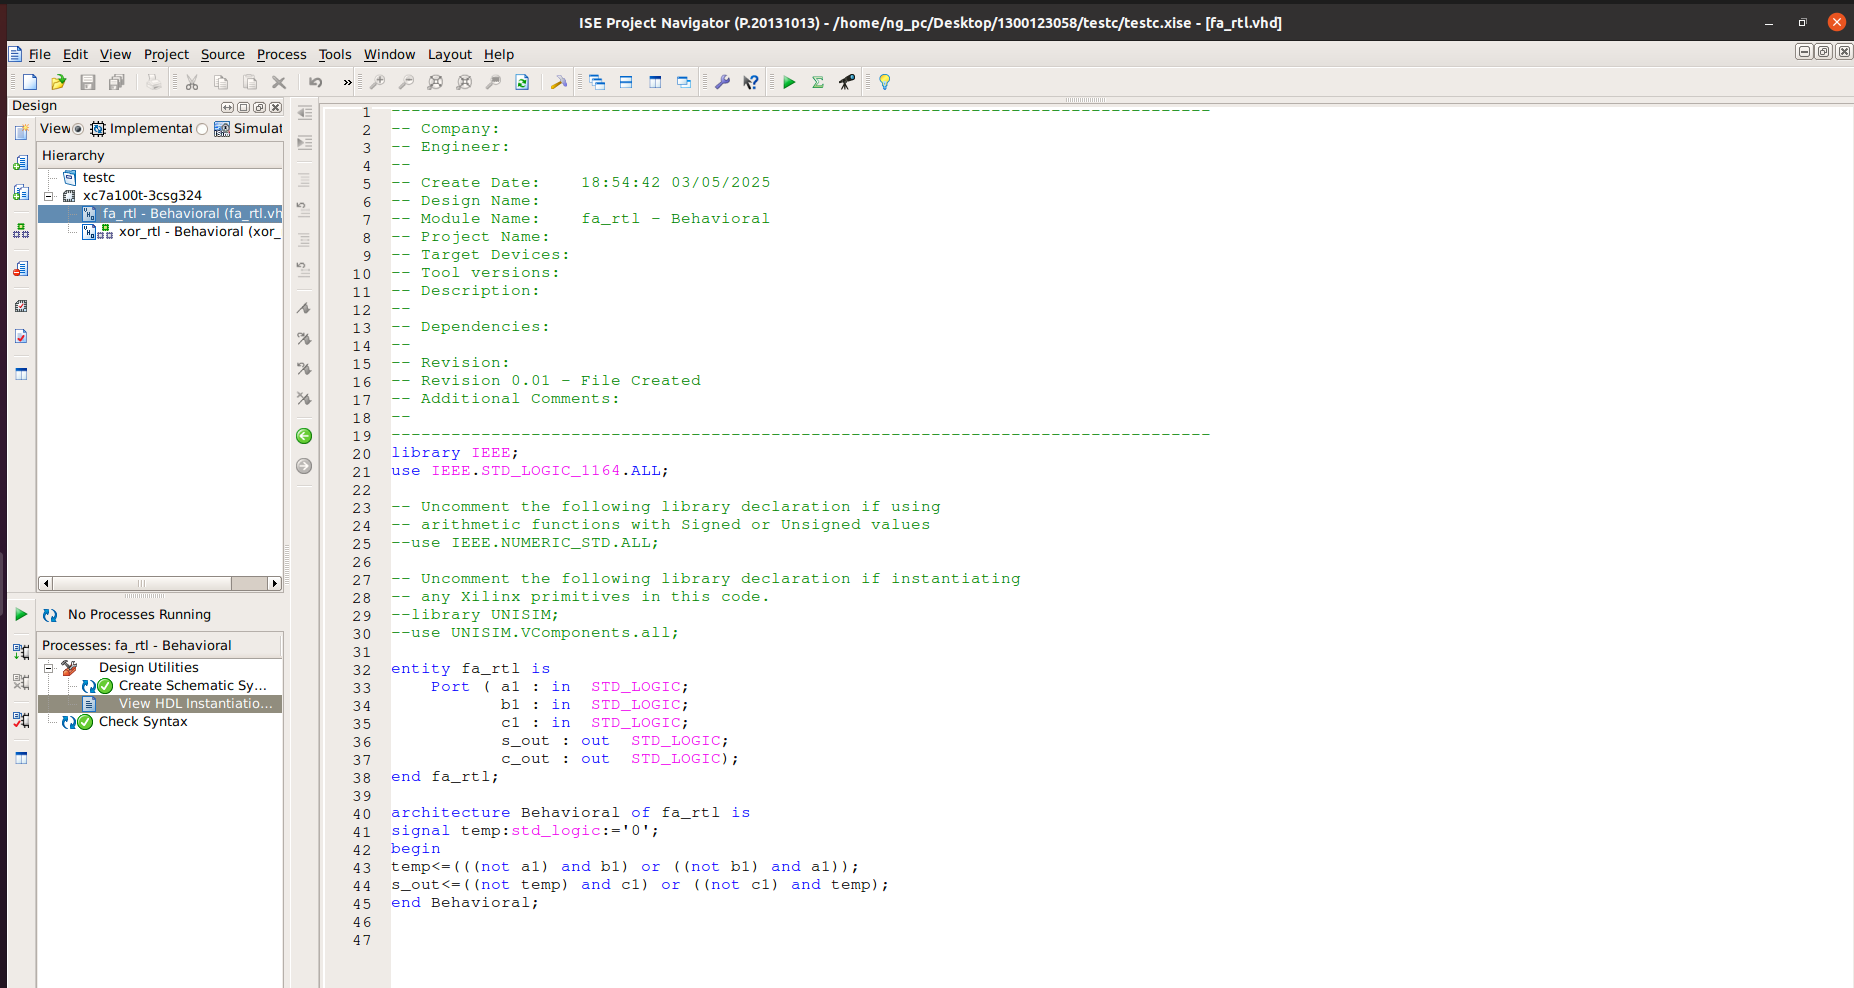 ISE Project Navigator (P.20131013) - /home/ng_pc/Desktop/1300123058/testc/testc.xise - [fa_rtl.vhd]
File Edit View Project Source Process Tools Window Layout Help
»
Design
View Implementat Simulat
Hierarchy
testc
xc7a100t-3csg324
fa_rtl - Behavioral (fa_rtl.vh
xor_rtl - Behavioral (xor_
No Processes Running
Processes: fa_rtl - Behavioral
Design Utilities
Create Schematic Sy...
View HDL Instantiatio...
Check Syntax
1 ----------------------------------------------------------------------------------
2 -- Company:
3 -- Engineer:
4 --
5 -- Create Date:    18:54:42 03/05/2025
6 -- Design Name:
7 -- Module Name:    fa_rtl - Behavioral
8 -- Project Name:
9 -- Target Devices:
10 -- Tool versions:
11 -- Description:
12 --
13 -- Dependencies:
14 --
15 -- Revision:
16 -- Revision 0.01 - File Created
17 -- Additional Comments:
18 --
19 ----------------------------------------------------------------------------------
20 library IEEE;
21 use IEEE.STD_LOGIC_1164.ALL;
22
23 -- Uncomment the following library declaration if using
24 -- arithmetic functions with Signed or Unsigned values
25 --use IEEE.NUMERIC_STD.ALL;
26
27 -- Uncomment the following library declaration if instantiating
28 -- any Xilinx primitives in this code.
29 --library UNISIM;
30 --use UNISIM.VComponents.all;
31
32 entity fa_rtl is
33     Port ( a1 : in  STD_LOGIC;
34            b1 : in  STD_LOGIC;
35            c1 : in  STD_LOGIC;
36            s_out : out  STD_LOGIC;
37            c_out : out  STD_LOGIC);
38 end fa_rtl;
39
40 architecture Behavioral of fa_rtl is
41 signal temp:std_logic:='0';
42 begin
43 temp<=(((not a1) and b1) or ((not b1) and a1));
44 s_out<=((not temp) and c1) or ((not c1) and temp);
45 end Behavioral;
46
47